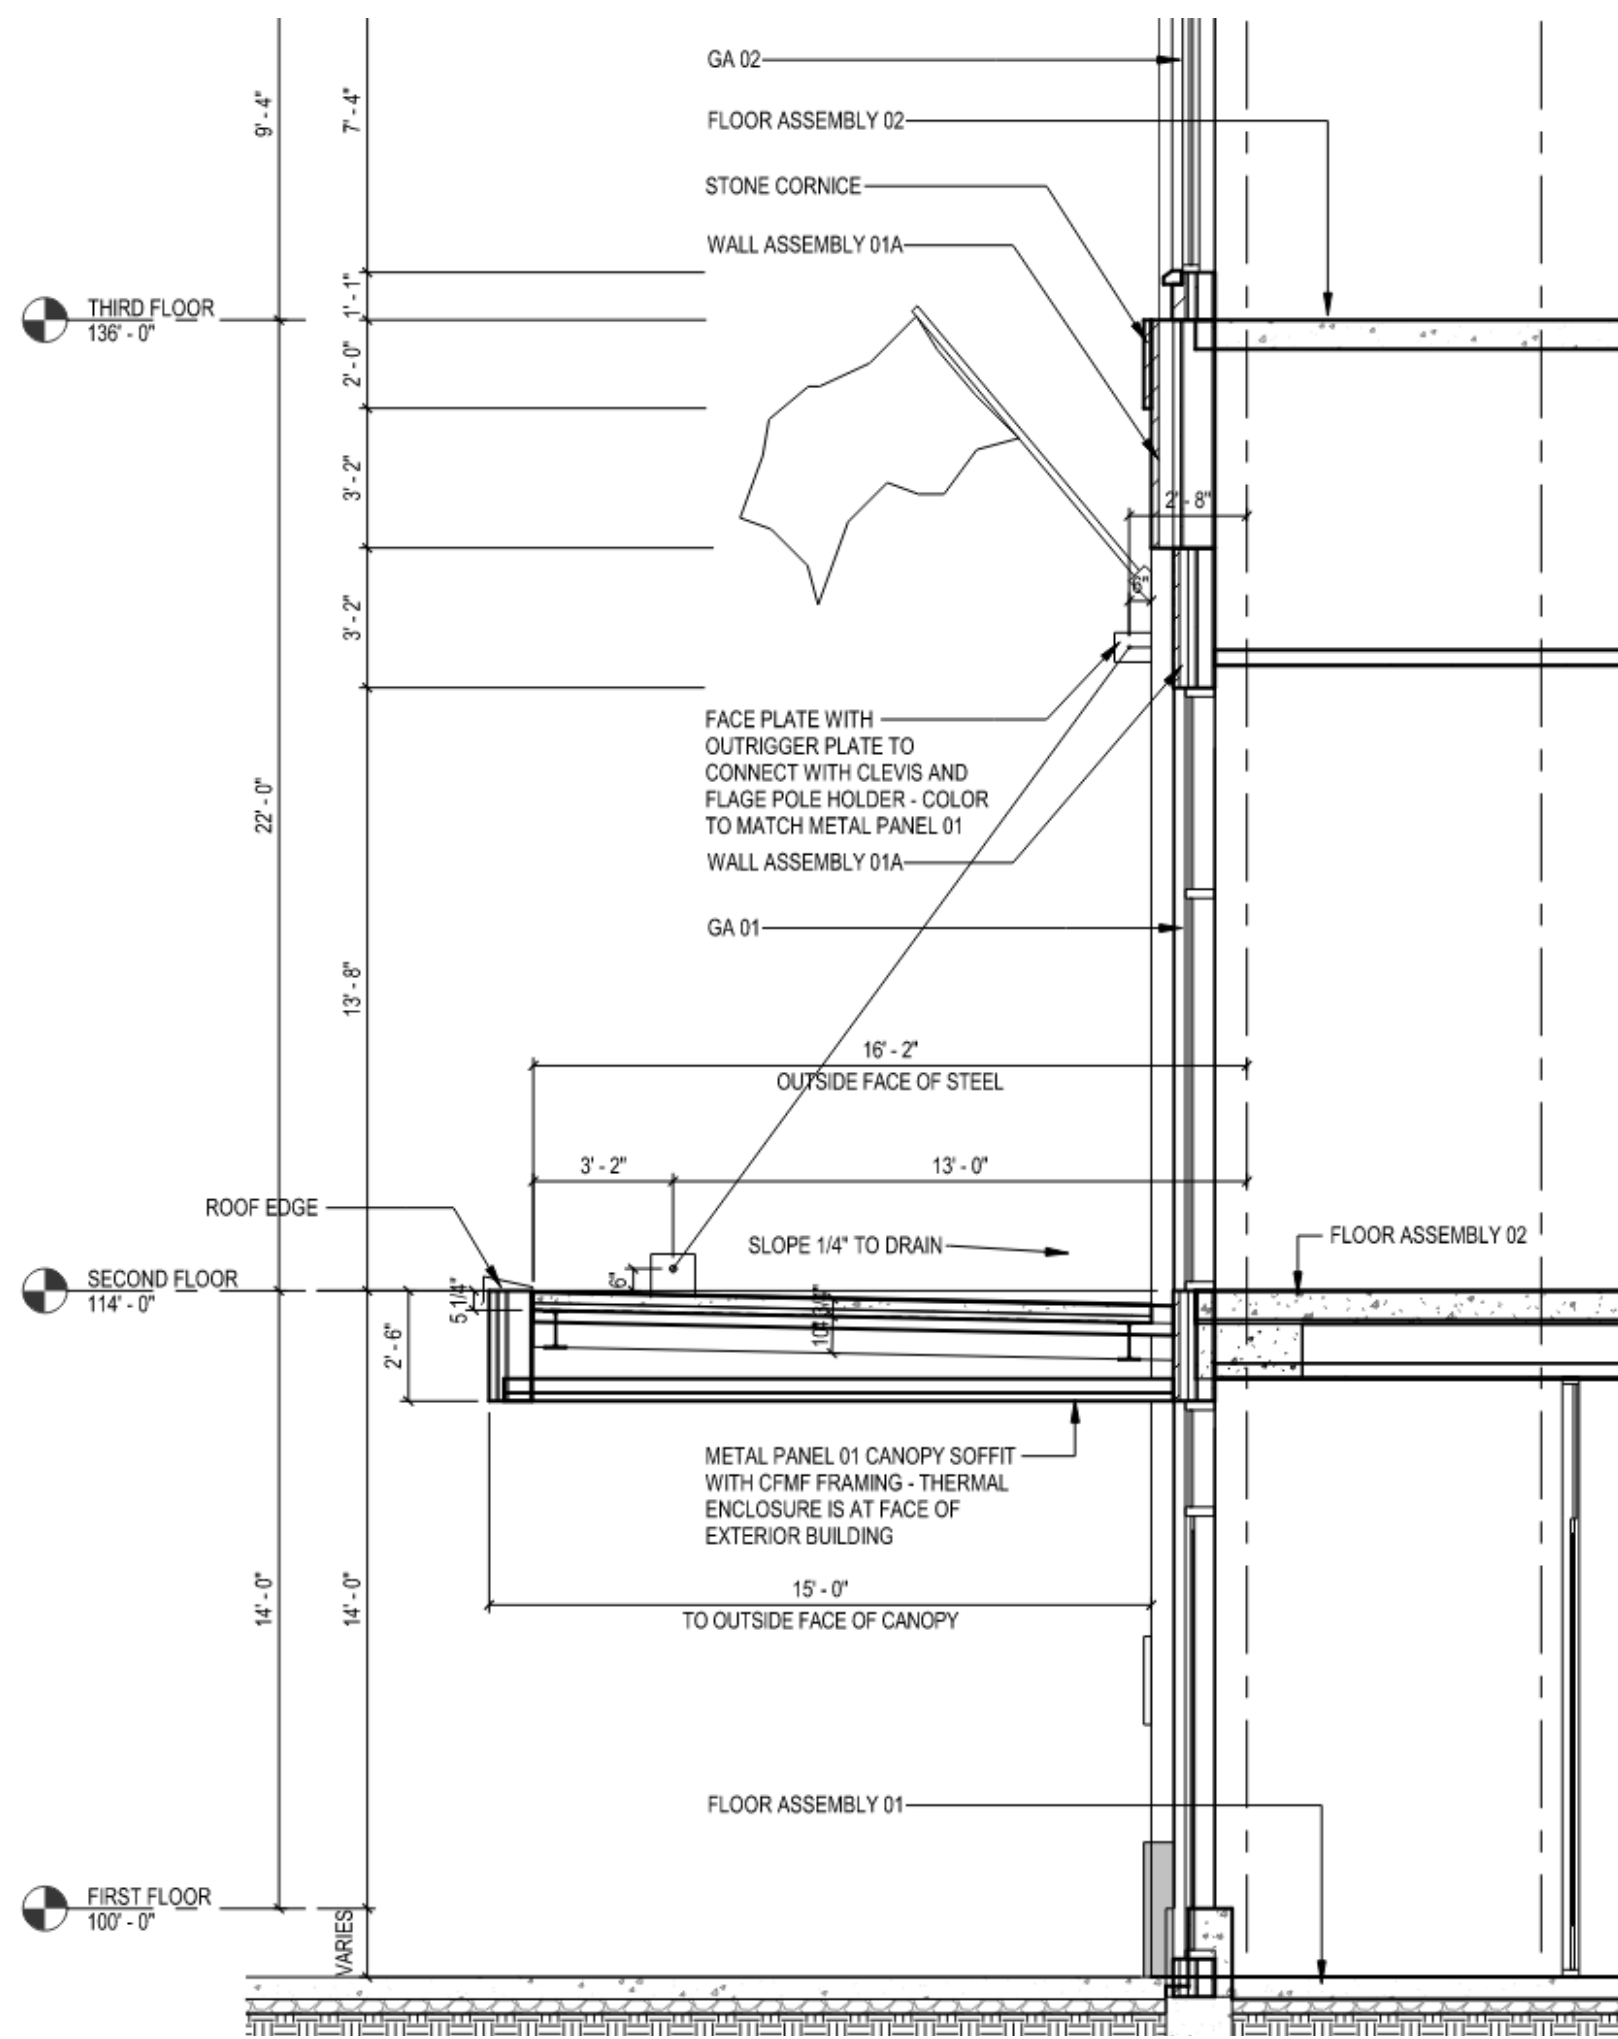 GA 02
9' - 4"
7' - 4"
FLOOR ASSEMBLY 02
STONE CORNICE
WALL ASSEMBLY 01A
1' - 1"
THIRD FLOOR
136' - 0"
2' - 0"
3' - 2"
2' - 8"
6"
3' - 2"
FACE PLATE WITH
OUTRIGGER PLATE TO
CONNECT WITH CLEVIS AND
FLAGE POLE HOLDER - COLOR
TO MATCH METAL PANEL 01
22' - 0"
WALL ASSEMBLY 01A
GA 01
13' - 8"
16' - 2"
OUTSIDE FACE OF STEEL
3' - 2"
13' - 0"
ROOF EDGE
SLOPE 1/4" TO DRAIN
FLOOR ASSEMBLY 02
SECOND FLOOR
114' - 0"
6"
5 1/4"
2' - 6"
METAL PANEL 01 CANOPY SOFFIT
WITH CFMF FRAMING - THERMAL
ENCLOSURE IS AT FACE OF
EXTERIOR BUILDING
14' - 0"
14' - 0"
15' - 0"
TO OUTSIDE FACE OF CANOPY
FLOOR ASSEMBLY 01
FIRST FLOOR
100' - 0"
VARIES